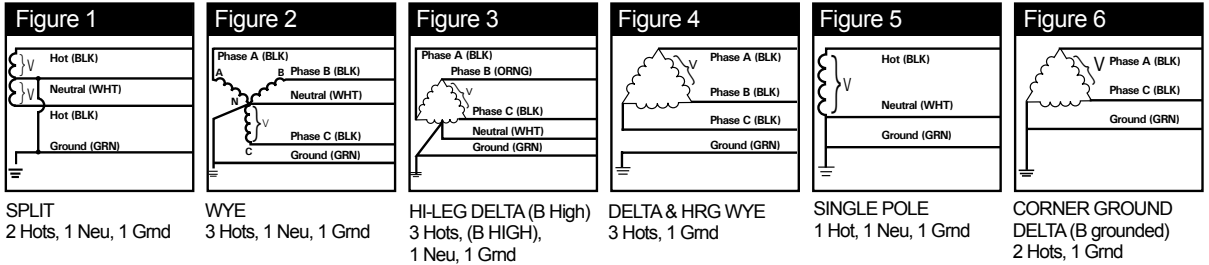 Figure 1
Hot (BLK)
V
Neutral (WHT)
V
Hot (BLK)
Ground (GRN)
SPLIT
2 Hots, 1 Neu, 1 Grnd
Figure 2
Phase A (BLK)
A
B
Phase B (BLK)
N
Neutral (WHT)
V
Phase C (BLK)
C
Ground (GRN)
WYE
3 Hots, 1 Neu, 1 Grnd
Figure 3
Phase A (BLK)
Phase B (ORNG)
V
Phase C (BLK)
Neutral (WHT)
Ground (GRN)
HI-LEG DELTA (B High)
3 Hots, (B HIGH),
1 Neu, 1 Grnd
Figure 4
Phase A (BLK)
V
Phase B (BLK)
Phase C (BLK)
Ground (GRN)
DELTA & HRG WYE
3 Hots, 1 Grnd
Figure 5
Hot (BLK)
V
Neutral (WHT)
Ground (GRN)
SINGLE POLE
1 Hot, 1 Neu, 1 Grnd
Figure 6
V Phase A (BLK)
Phase C (BLK)
Ground (GRN)
CORNER GROUND
DELTA (B grounded)
2 Hots, 1 Grnd